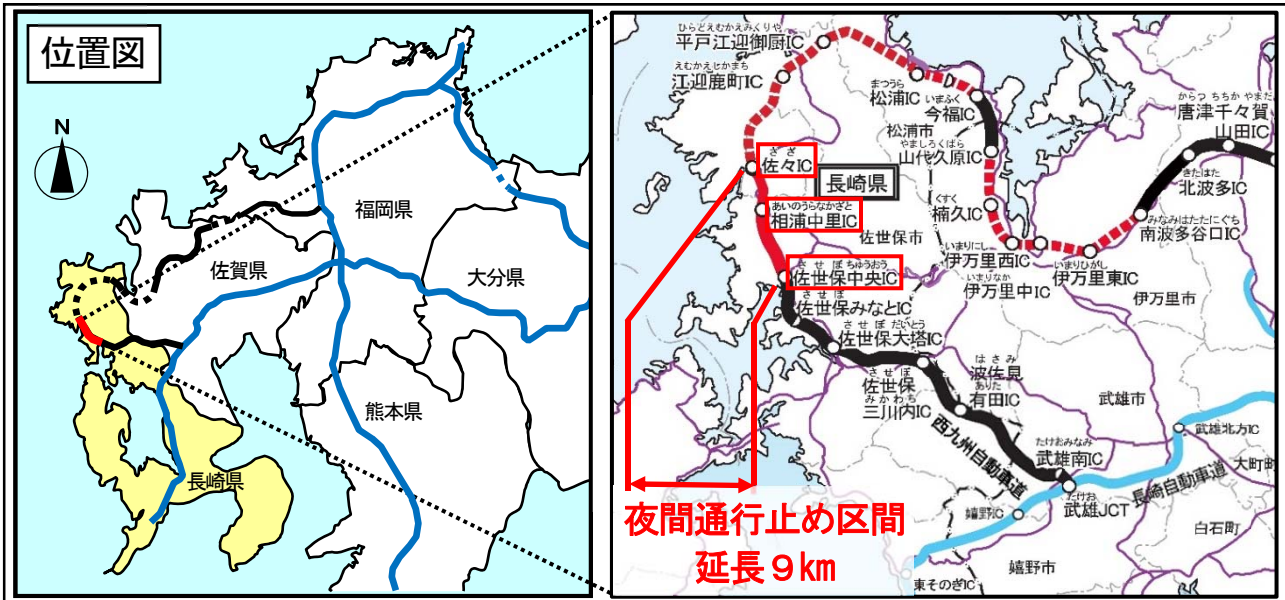 位置図
N
福岡県
佐賀県
大分県
熊本県
長崎県
ひらどえむかえみくりや
平戸江迎御厨IC
えむかえしかまち
江迎鹿町IC
まつうら
松浦IC
いまふく
今福IC
松浦市
やましろくばら
山代久原IC
からつ ちちか やまだ
唐津千々賀
山田IC
きたはた
北波多IC
みなみはたたにぐち
南波多谷口IC
さざ
佐々IC
長崎県
あいのうらなかざと
相浦中里IC
佐世保市
くすく
楠久IC
いまりにし
伊万里西IC
いまりなか
伊万里中IC
いまりひがし
伊万里東IC
伊万里市
させぼちゅうおう
佐世保中央IC
させぼ
佐世保みなとIC
させぼ だいとう
佐世保大塔IC
させぼ
佐世保
みかわち
三川内IC
はさみ
波佐見
ありた
有田IC
武雄市
西九州自動車道
たけおみなみ
武雄南IC
武雄北方IC
大町町
長崎自動車道
たけお
武雄JCT
嬉野IC
白石町
嬉野市
東そのぎIC
夜間通行止め区間
延長9km